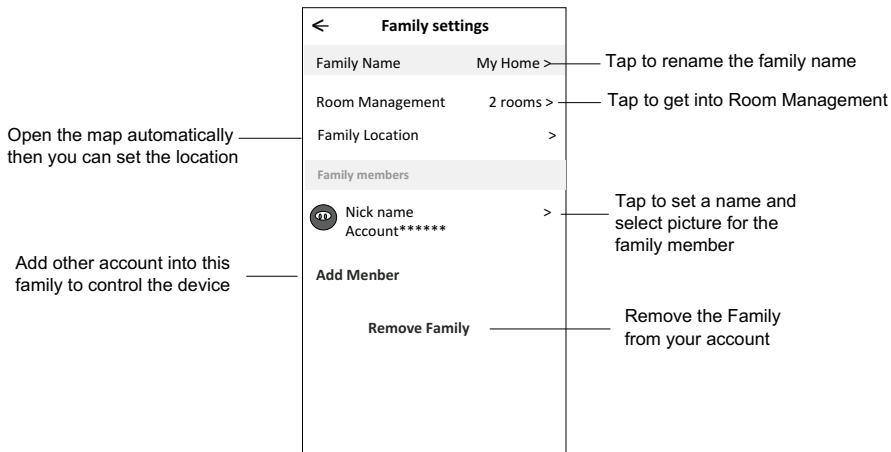 ← Family settings
Family Name My Home >
Tap to rename the family name
Room Management 2 rooms >
Tap to get into Room Management
Open the map automatically
then you can set the location
Family Location >
Family members
Nick name >
Account******
Tap to set a name and
select picture for the
family member
Add other account into this
family to control the device
Add Menber
Remove Family
Remove the Family
from your account